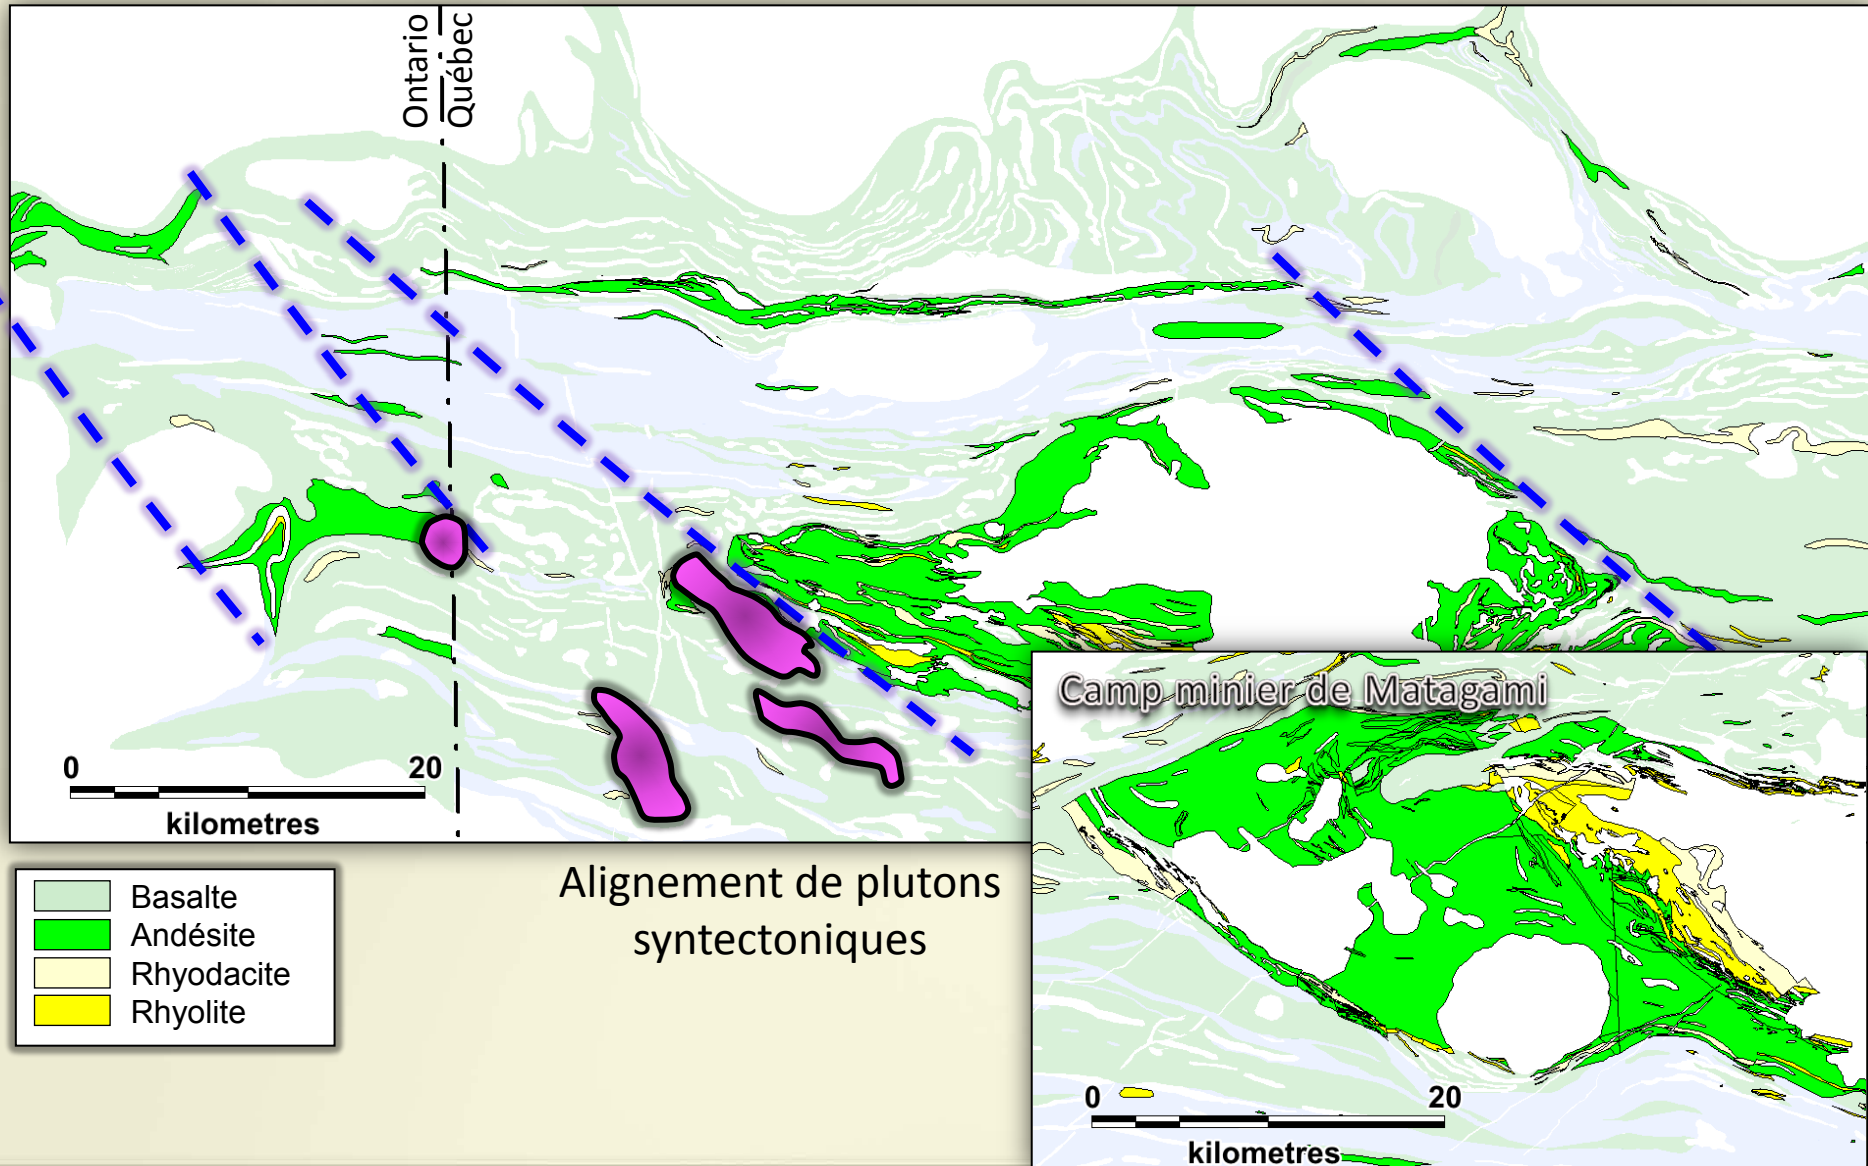 Ontario
Québec
0 20
kilometres
Basalte
Andésite
Rhyodacite
Rhyolite
Alignement de plutons
syntectoniques
Camp minier de Matagami
0 20
kilometres